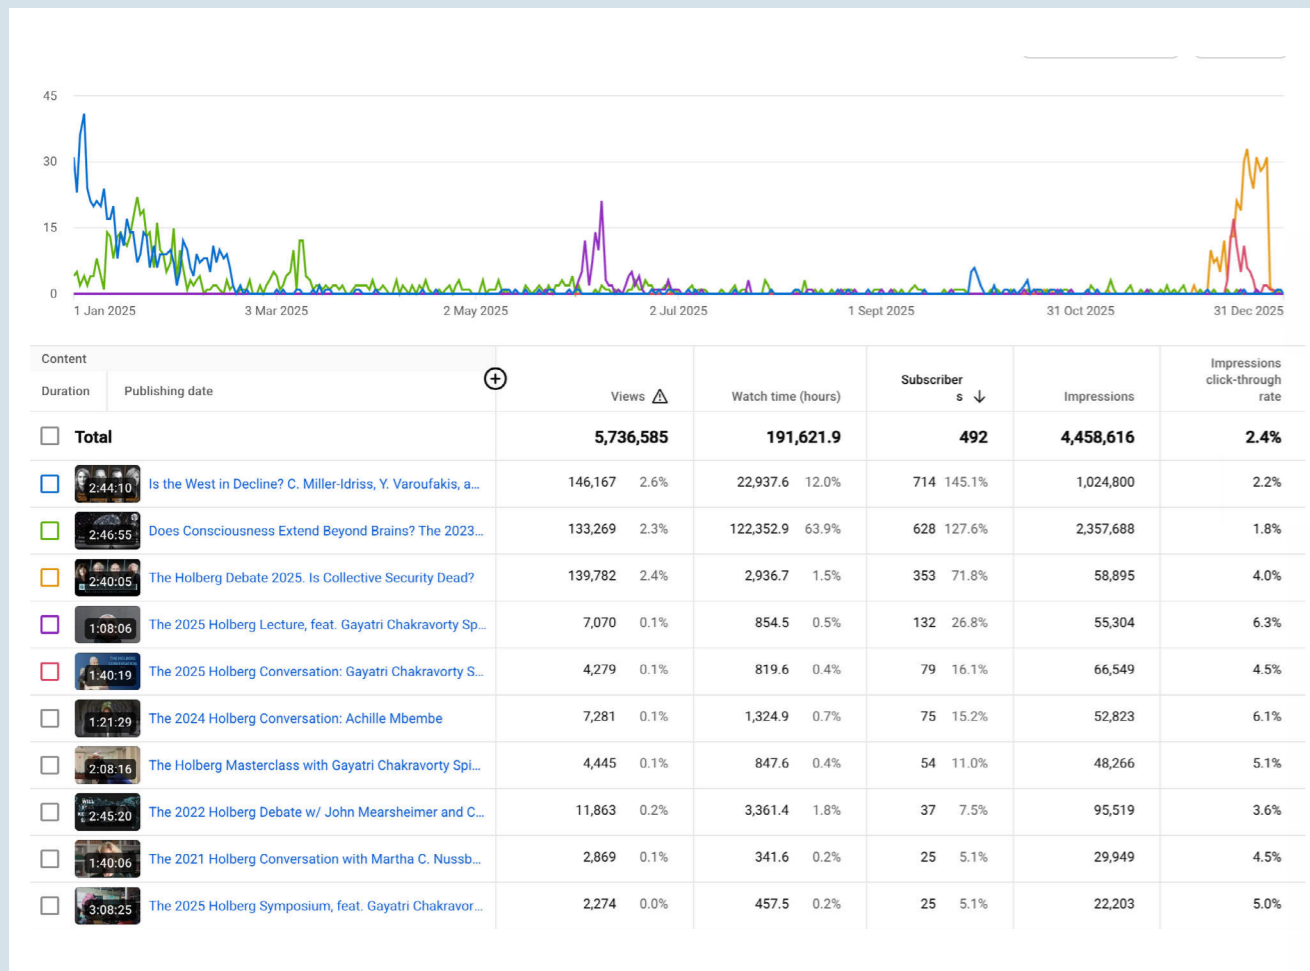 45
30
15
0
1 Jan 2025 3 Mar 2025 2 May 2025 2 Jul 2025 1 Sept 2025 31 Oct 2025 31 Dec 2025
Content
Duration Publishing date
Views Watch time (hours) Subscriber
s Impressions Impressions
click-through
rate
Total 5,736,585 191,621.9 492 4,458,616 2.4%
2:44:10 Is the West in Decline? C. Miller-Idriss, Y. Varoufakis, a... 146,167 2.6% 22,937.6 12.0% 714 145.1% 1,024,800 2.2%
2:46:55 Does Consciousness Extend Beyond Brains? The 2023... 133,269 2.3% 122,352.9 63.9% 628 127.6% 2,357,688 1.8%
2:40:05 The Holberg Debate 2025. Is Collective Security Dead? 139,782 2.4% 2,936.7 1.5% 353 71.8% 58,895 4.0%
1:08:06 The 2025 Holberg Lecture, feat. Gayatri Chakravorty Sp... 7,070 0.1% 854.5 0.5% 132 26.8% 55,304 6.3%
1:40:19 The 2025 Holberg Conversation: Gayatri Chakravorty S... 4,279 0.1% 819.6 0.4% 79 16.1% 66,549 4.5%
1:21:29 The 2024 Holberg Conversation: Achille Mbembe 7,281 0.1% 1,324.9 0.7% 75 15.2% 52,823 6.1%
2:08:16 The Holberg Masterclass with Gayatri Chakravorty Spi... 4,445 0.1% 847.6 0.4% 54 11.0% 48,266 5.1%
2:45:20 The 2022 Holberg Debate w/ John Mearsheimer and C... 11,863 0.2% 3,361.4 1.8% 37 7.5% 95,519 3.6%
1:40:06 The 2021 Holberg Conversation with Martha C. Nussb... 2,869 0.1% 341.6 0.2% 25 5.1% 29,949 4.5%
3:08:25 The 2025 Holberg Symposium, feat. Gayatri Chakravor... 2,274 0.0% 457.5 0.2% 25 5.1% 22,203 5.0%